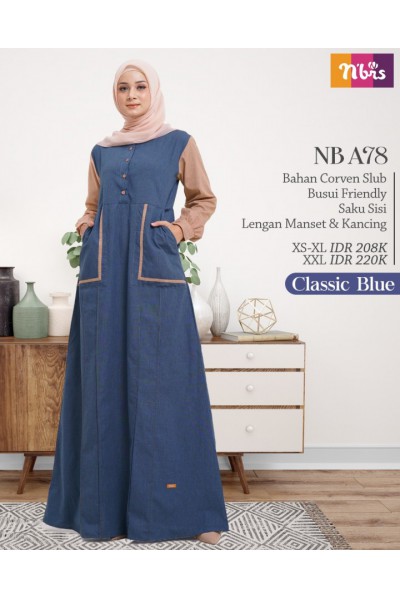 N'brs
NB A78
Bahan Corven Slub
Busui Friendly
Saku Sisi
Lengan Manset & Kancing
XS-XL IDR 208K
XXL IDR 220K
Classic Blue